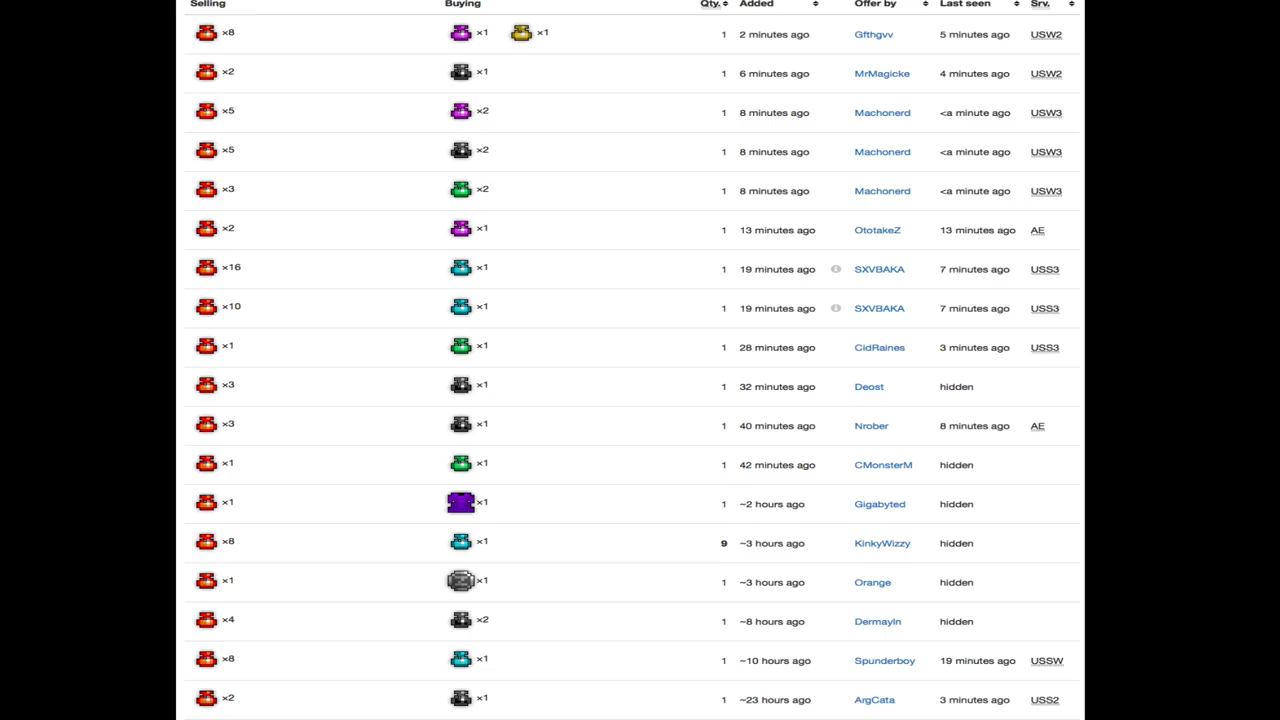 Selling Buying Qty. Added Offer by Last seen Srv.
×8 ×1 ×1 1 2 minutes ago Gfthgvv 5 minutes ago USW2
×2 ×1 1 6 minutes ago MrMagicke 4 minutes ago USW2
×5 ×2 1 8 minutes ago Machonerd <a minute ago USW3
×5 ×2 1 8 minutes ago Machonerd <a minute ago USW3
×3 ×2 1 8 minutes ago Machonerd <a minute ago USW3
×2 ×1 1 13 minutes ago OtotakeZ 13 minutes ago AE
×16 ×1 1 19 minutes ago SXVBAKA 7 minutes ago USS3
×10 ×1 1 19 minutes ago SXVBAKA 7 minutes ago USS3
×1 ×1 1 28 minutes ago CidRaines 3 minutes ago USS3
×3 ×1 1 32 minutes ago Deost hidden
×3 ×1 1 40 minutes ago Nrober 8 minutes ago AE
×1 ×1 1 42 minutes ago CMonsterM hidden
×1 ×1 1 ~2 hours ago Gigabyted hidden
×8 ×1 9 ~3 hours ago KinkyWizzy hidden
×1 ×1 1 ~3 hours ago Orange hidden
×4 ×2 1 ~8 hours ago DermayIn hidden
×8 ×1 1 ~10 hours ago Spunderboy 19 minutes ago USSW
×2 ×1 1 ~23 hours ago ArgCata 3 minutes ago USS2